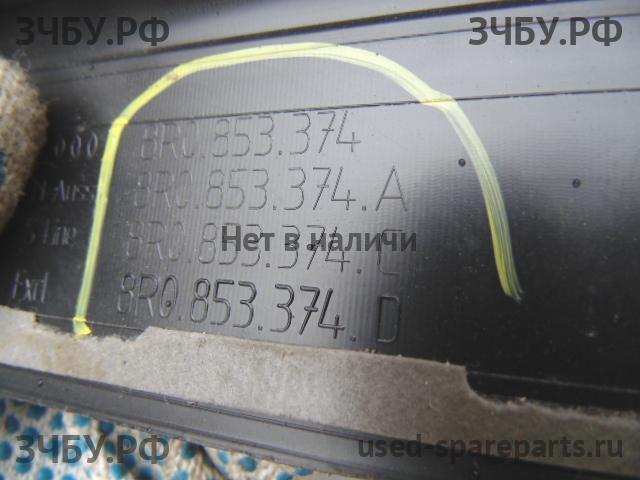 ЗЧБУ.РФ ЗЧБУ.РФ
8R0.853.374
8R0.853.374.A
S-Line 8R0.853.374.C
Нет в наличи
8R0.853.374.D
ЗЧБУ.РФ used-spareparts.ru